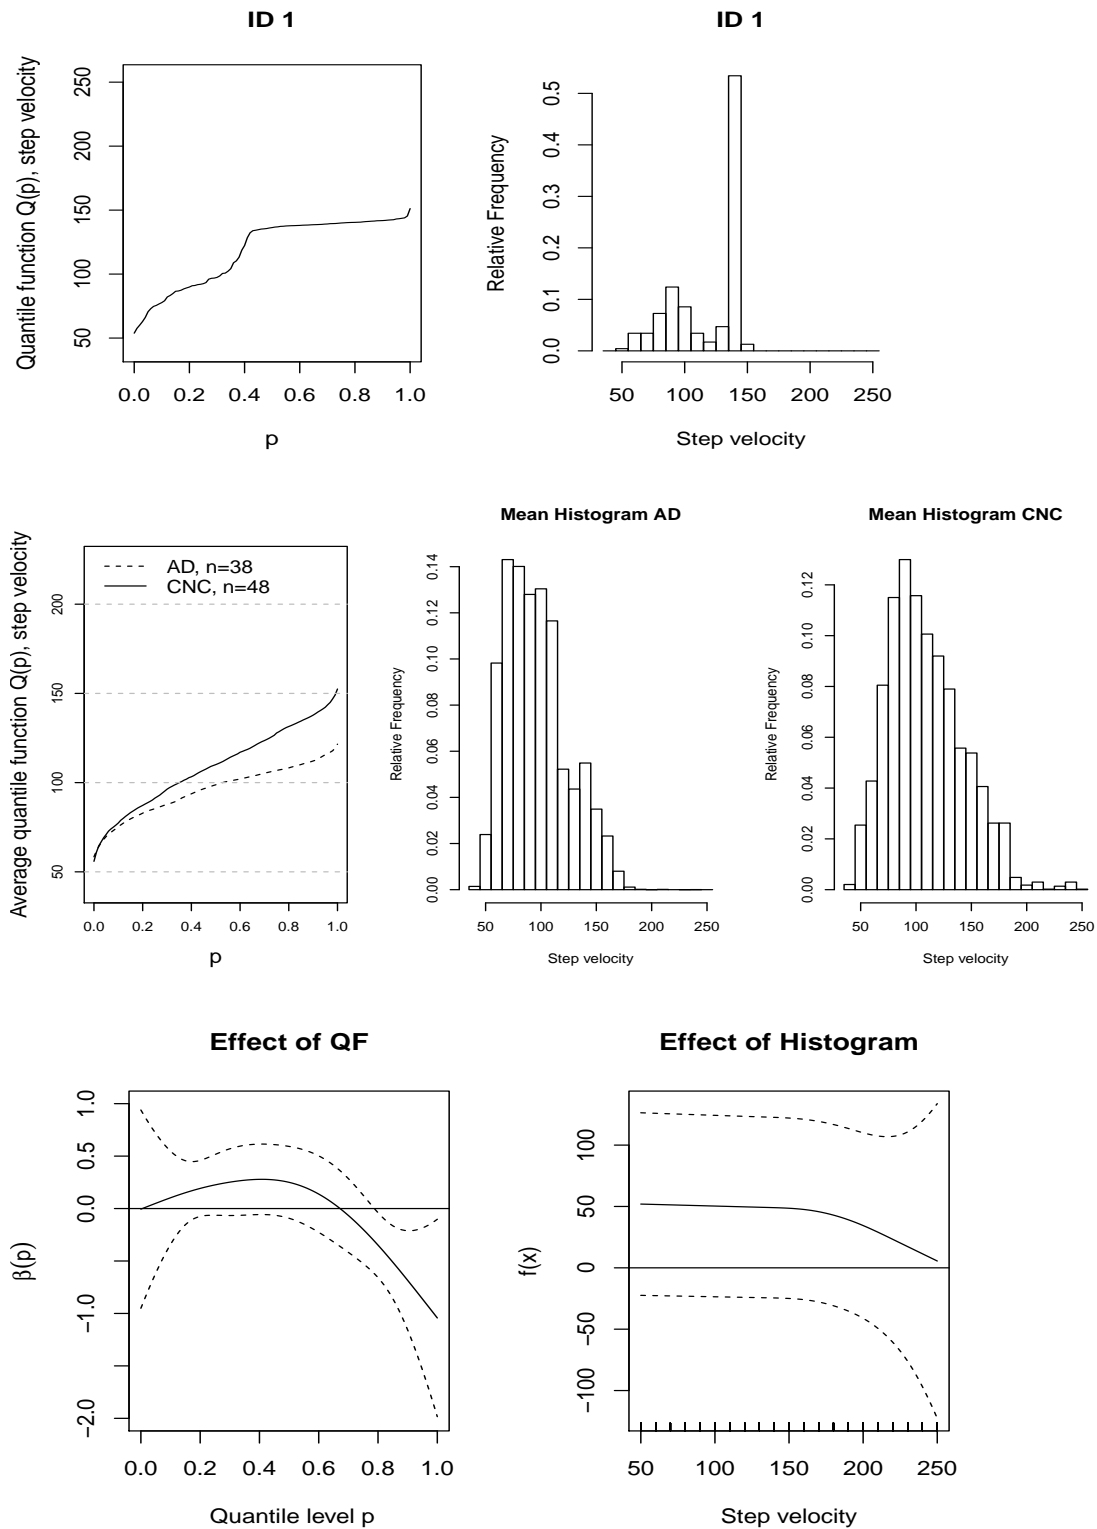 ID 1
Quantile function Q(p), step velocity
250
200
150
100
50
0.0 0.2 0.4 0.6 0.8 1.0
p
ID 1
Relative Frequency
0.5
0.4
0.3
0.2
0.1
0.0
50 100 150 200 250
Step velocity
Average quantile function Q(p), step velocity
AD, n=38
CNC, n=48
200
150
100
50
0.0 0.2 0.4 0.6 0.8 1.0
p
Mean Histogram AD
Relative Frequency
0.14
0.12
0.10
0.08
0.06
0.04
0.02
0.00
50 100 150 200 250
Step velocity
Mean Histogram CNC
Relative Frequency
0.12
0.10
0.08
0.06
0.04
0.02
0.00
50 100 150 200 250
Step velocity
Effect of QF
β(p)
1.0
0.5
0.0
−1.0
−2.0
0.0 0.2 0.4 0.6 0.8 1.0
Quantile level p
Effect of Histogram
f(x)
100
50
0
−50
−100
50 100 150 200 250
Step velocity